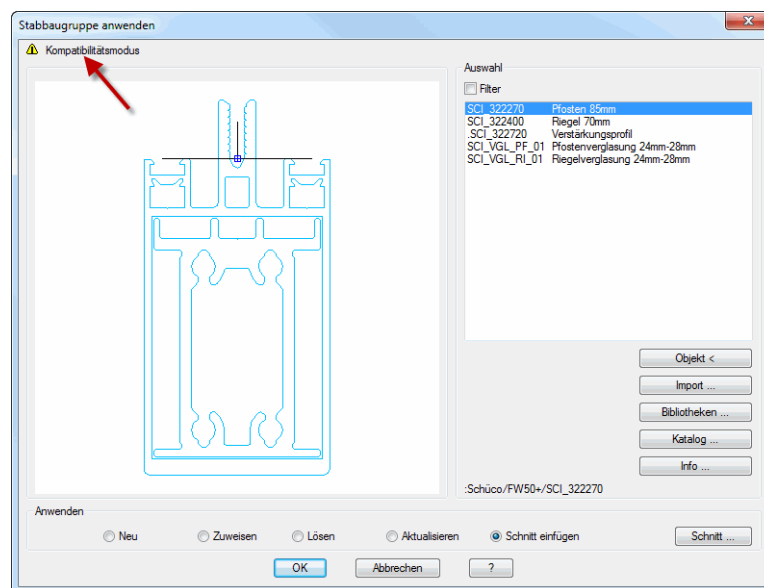 Stabbaugruppe anwenden
Kompatibilitätsmodus
Auswahl
Filter
SCI_322270 Pfosten 85mm
SCI_322400 Riegel 70mm
.SCI_322720 Verstärkungsprofil
SCI_VGL_PF_01 Pfostenverglasung 24mm-28mm
SCI_VGL_RI_01 Riegelverglasung 24mm-28mm
Objekt <
Import ...
Bibliotheken ...
Katalog ...
Info ...
:Schüco/FW50+/SCI_322270
Anwenden
Neu Zuweisen Lösen Aktualisieren Schnitt einfügen Schnitt ...
OK Abbrechen ?